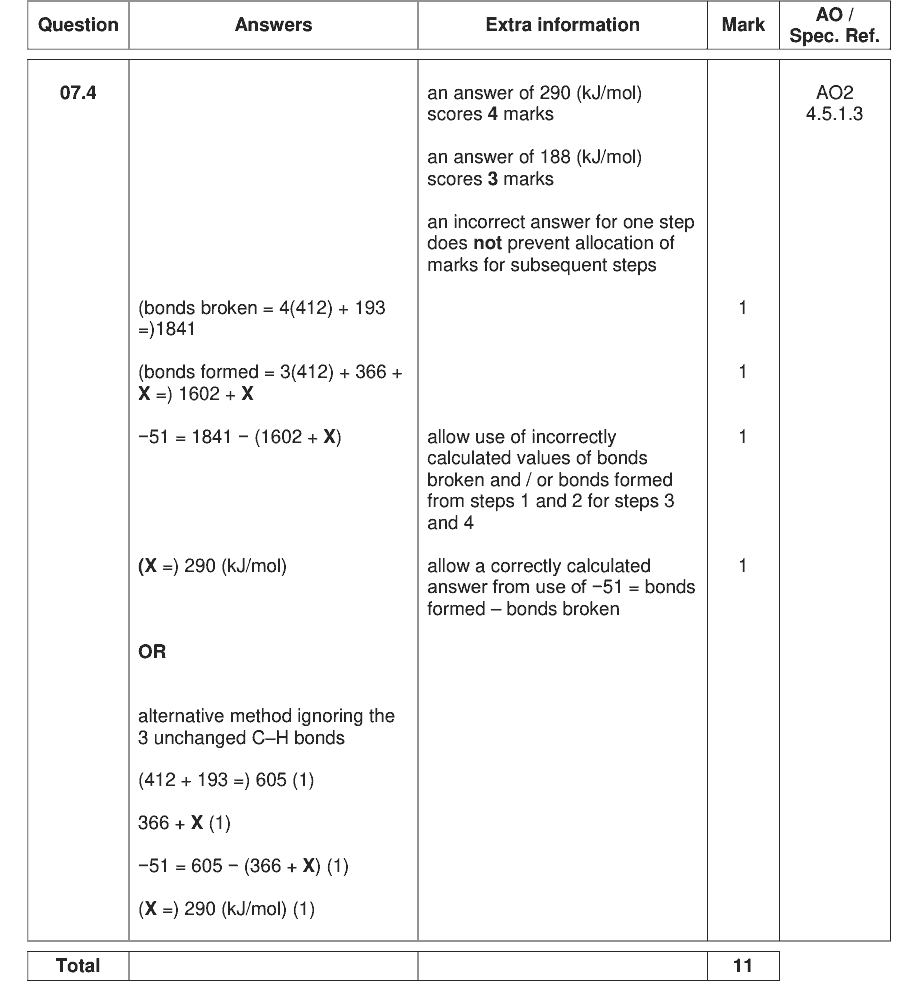 Question Answers Extra information Mark AO /
Spec. Ref.
07.4 an answer of 290 (kJ/mol) AO2
scores 4 marks 4.5.1.3
an answer of 188 (kJ/mol)
scores 3 marks
an incorrect answer for one step
does not prevent allocation of
marks for subsequent steps
(bonds broken = 4(412) + 193 1
=)1841
(bonds formed = 3(412) + 366 + 1
X =) 1602 + X
−51 = 1841 − (1602 + X) allow use of incorrectly 1
calculated values of bonds
broken and / or bonds formed
from steps 1 and 2 for steps 3
and 4
(X =) 290 (kJ/mol) allow a correctly calculated 1
answer from use of −51 = bonds
formed – bonds broken
OR
alternative method ignoring the
3 unchanged C–H bonds
(412 + 193 =) 605 (1)
366 + X (1)
−51 = 605 − (366 + X) (1)
(X =) 290 (kJ/mol) (1)
Total 11